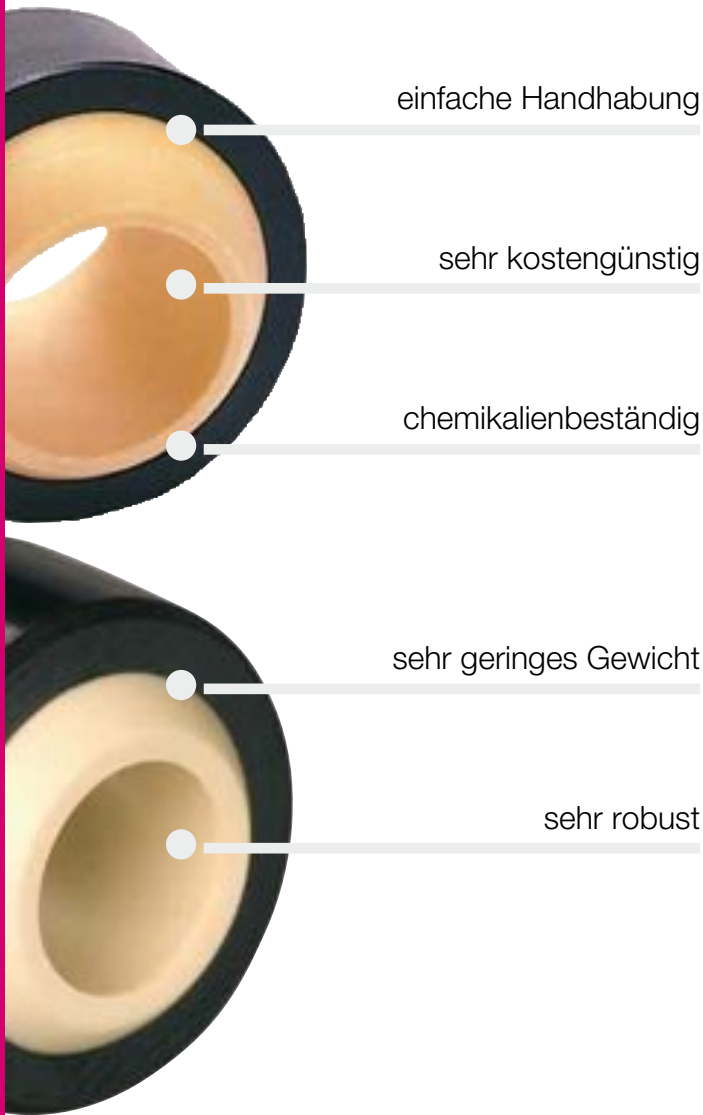 einfache Handhabung
sehr kostengünstig
chemikalienbeständig
sehr geringes Gewicht
sehr robust